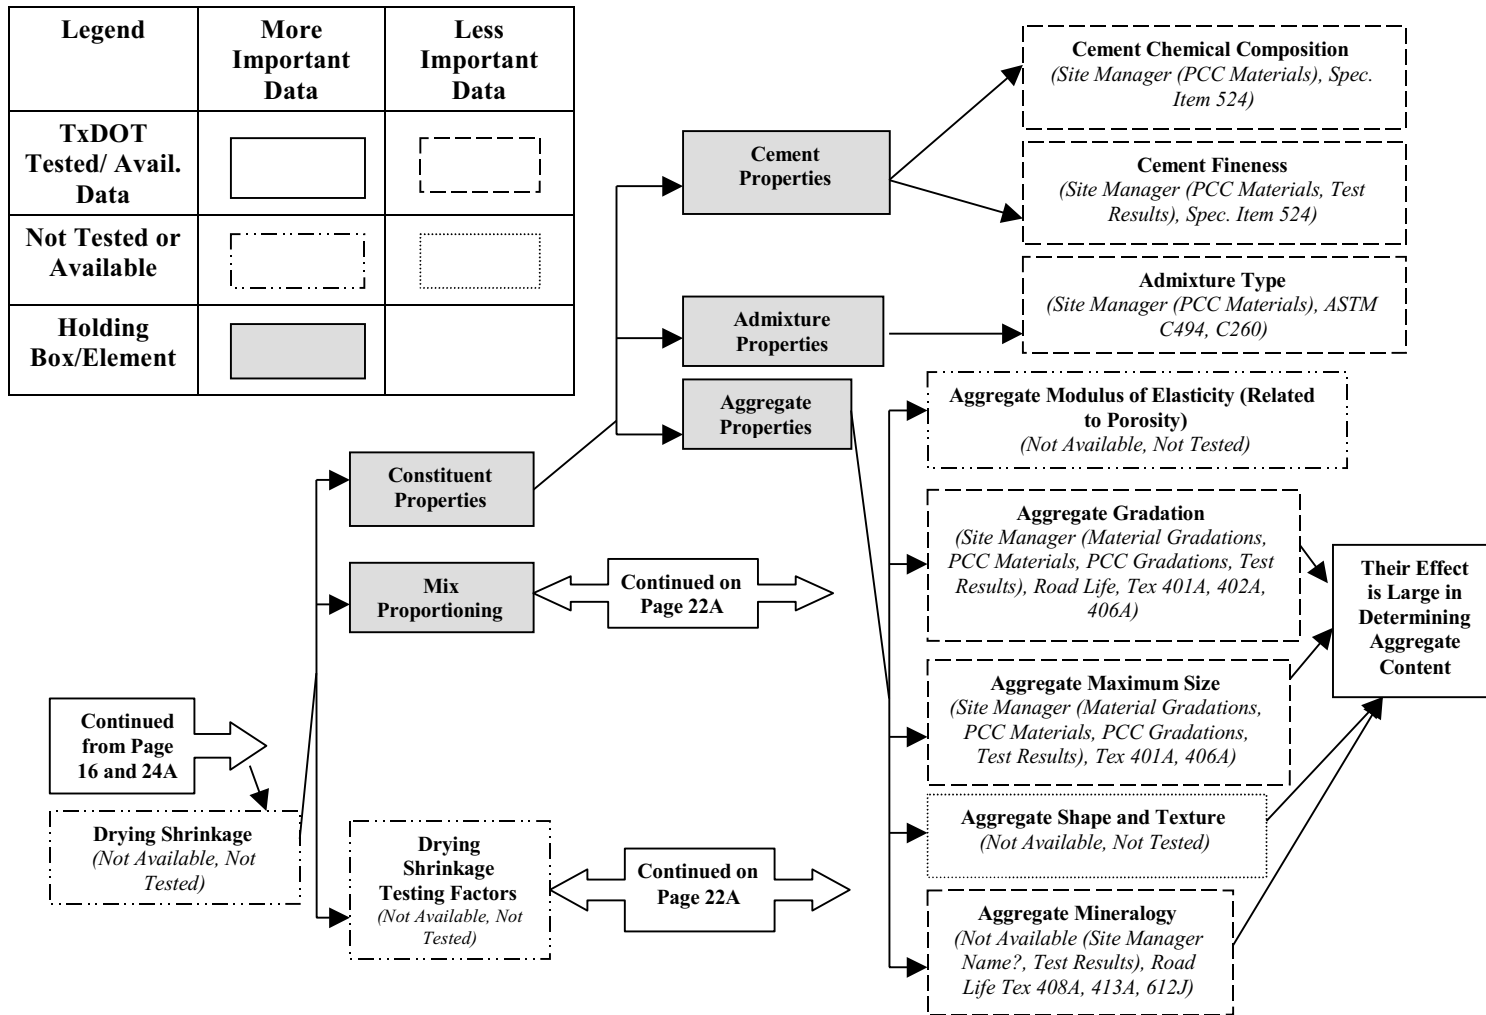 Legend
More
Important
Data
Less
Important
Data
TxDOT
Tested/ Avail.
Data
Not Tested or
Available
Holding
Box/Element
Cement Chemical Composition
(Site Manager (PCC Materials), Spec.
Item 524)
Cement
Properties
Cement Fineness
(Site Manager (PCC Materials, Test
Results), Spec. Item 524)
Admixture
Properties
Admixture Type
(Site Manager (PCC Materials), ASTM
C494, C260)
Aggregate
Properties
Aggregate Modulus of Elasticity (Related
to Porosity)
(Not Available, Not Tested)
Constituent
Properties
Aggregate Gradation
(Site Manager (Material Gradations,
PCC Materials, PCC Gradations, Test
Results), Road Life, Tex 401A, 402A,
406A)
Mix
Proportioning
Continued on
Page 22A
Their Effect
is Large in
Determining
Aggregate
Content
Aggregate Maximum Size
(Site Manager (Material Gradations,
PCC Materials, PCC Gradations,
Test Results), Tex 401A, 406A)
Continued
from Page
16 and 24A
Drying Shrinkage
(Not Available, Not
Tested)
Drying
Shrinkage
Testing Factors
(Not Available, Not
Tested)
Continued on
Page 22A
Aggregate Shape and Texture
(Not Available, Not Tested)
Aggregate Mineralogy
(Not Available (Site Manager
Name?, Test Results), Road
Life Tex 408A, 413A, 612J)